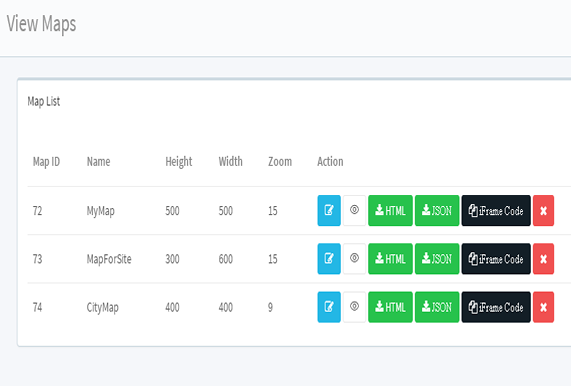 View Maps
Map List
Map ID Name Height Width Zoom Action
72 MyMap 500 500 15 HTML JSON iFrame Code
73 MapForSite 300 600 15 HTML JSON iFrame Code
74 CityMap 400 400 9 HTML JSON iFrame Code